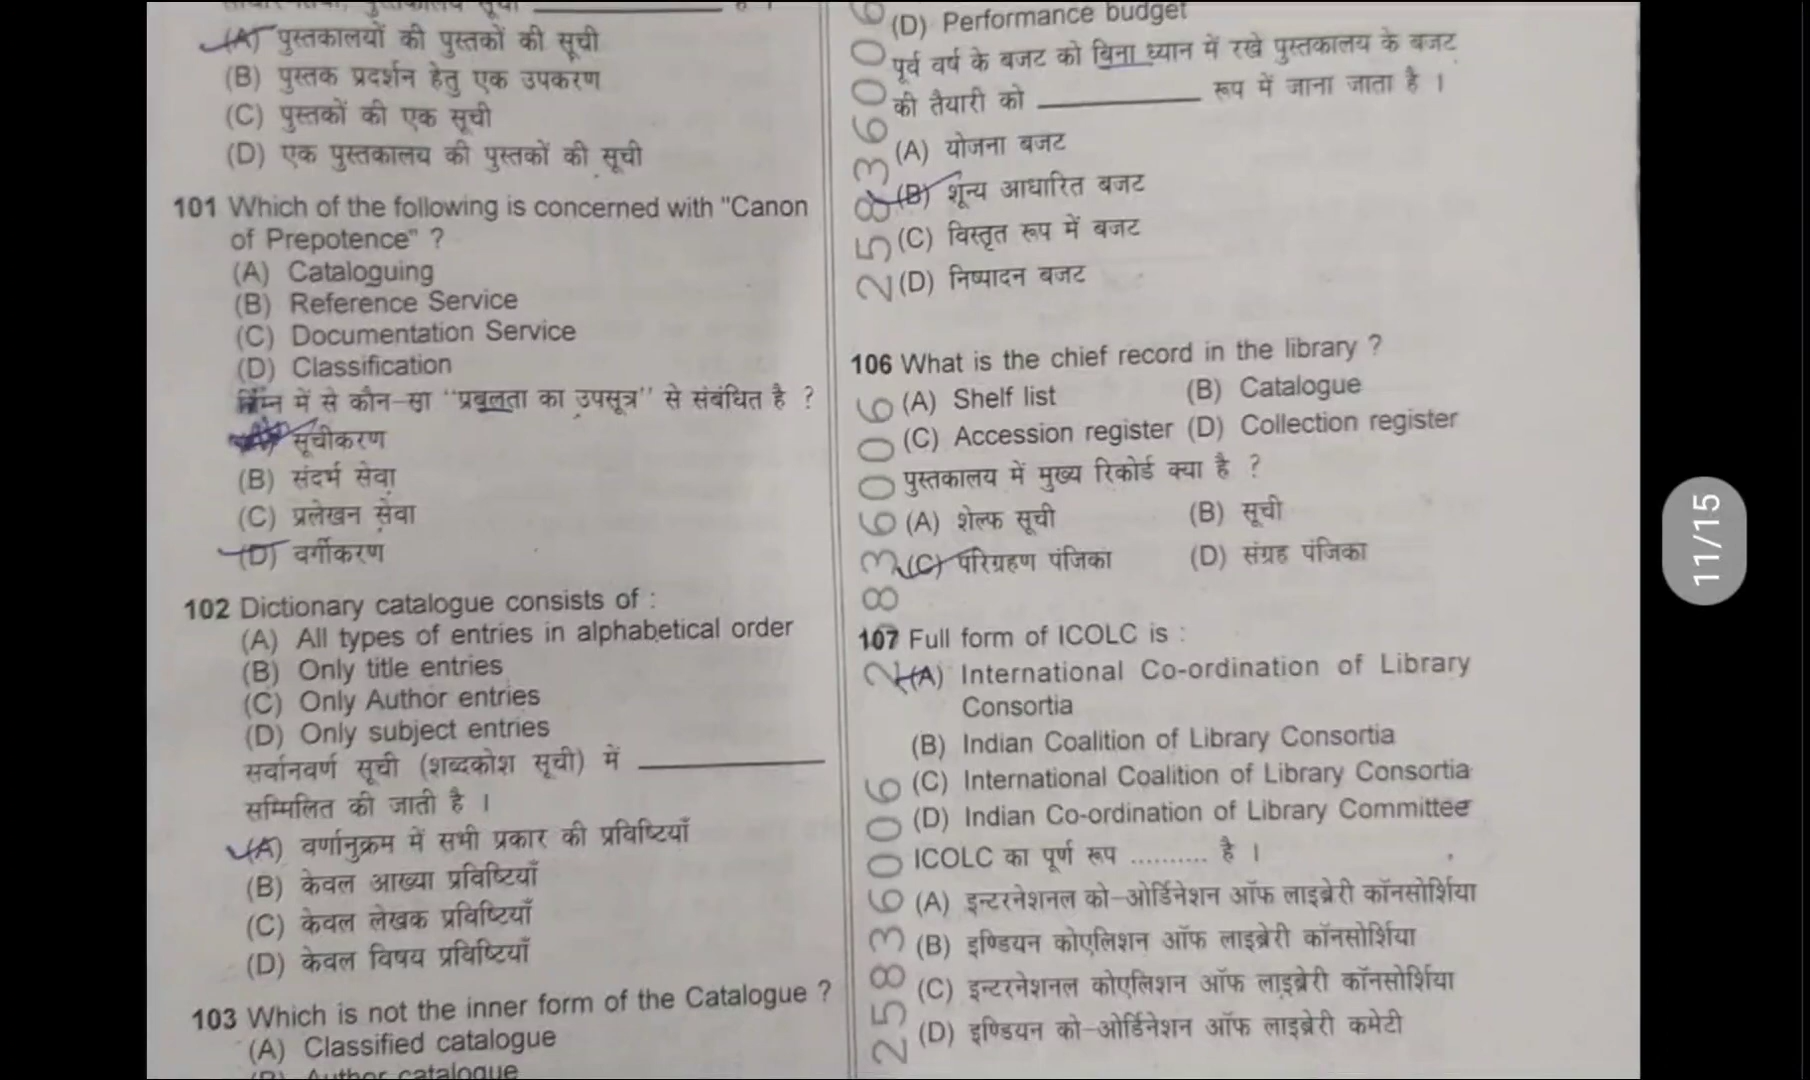 (A) पुस्तकालयों की पुस्तकों की सूची
(B) पुस्तक प्रदर्शन हेतु एक उपकरण
(C) पुस्तकों की एक सूची
(D) एक पुस्तकालय की पुस्तकों की सूची
101 Which of the following is concerned with "Canon
of Prepotence" ?
(A) Cataloguing
(B) Reference Service
(C) Documentation Service
(D) Classification
निम्न में से कौन-सा "प्रबलता का उपसूत्र" से संबंधित है ?
सूचीकरण
(B) संदर्भ सेवा
(C) प्रलेखन सेवा
(D) वर्गीकरण
102 Dictionary catalogue consists of :
(A) All types of entries in alphabetical order
(B) Only title entries
(C) Only Author entries
(D) Only subject entries
सर्वानवर्ण सूची (शब्दकोश सूची) में ____________
सम्मिलित की जाती है ।
(A) वर्णानुक्रम में सभी प्रकार की प्रविष्टियाँ
(B) केवल आख्या प्रविष्टियाँ
(C) केवल लेखक प्रविष्टियाँ
(D) केवल विषय प्रविष्टियाँ
103 Which is not the inner form of the Catalogue ?
(A) Classified catalogue
(B) Author catalogue
(D) Performance budget
पूर्व वर्ष के बजट को बिना ध्यान में रखे पुस्तकालय के बजट
की तैयारी को ____________ रूप में जाना जाता है ।
(A) योजना बजट
(B) शून्य आधारित बजट
(C) विस्तृत रूप में बजट
(D) निष्पादन बजट
106 What is the chief record in the library ?
(A) Shelf list (B) Catalogue
(C) Accession register (D) Collection register
पुस्तकालय में मुख्य रिकोर्ड क्या है ?
(A) शेल्फ सूची (B) सूची
(C) परिग्रहण पंजिका (D) संग्रह पंजिका
107 Full form of ICOLC is :
(A) International Co-ordination of Library
Consortia
(B) Indian Coalition of Library Consortia
(C) International Coalition of Library Consortia
(D) Indian Co-ordination of Library Committee
ICOLC का पूर्ण रूप .......... है ।
(A) इन्टरनेशनल को-ओर्डिनेशन ऑफ लाइब्रेरी कॉनसोर्शिया
(B) इण्डियन कोएलिशन ऑफ लाइब्रेरी कॉनसोर्शिया
(C) इन्टरनेशनल कोएलिशन ऑफ लाइब्रेरी कॉनसोर्शिया
(D) इण्डियन को-ओर्डिनेशन ऑफ लाइब्रेरी कमेटी
25836006
25836006
25836006
11/15